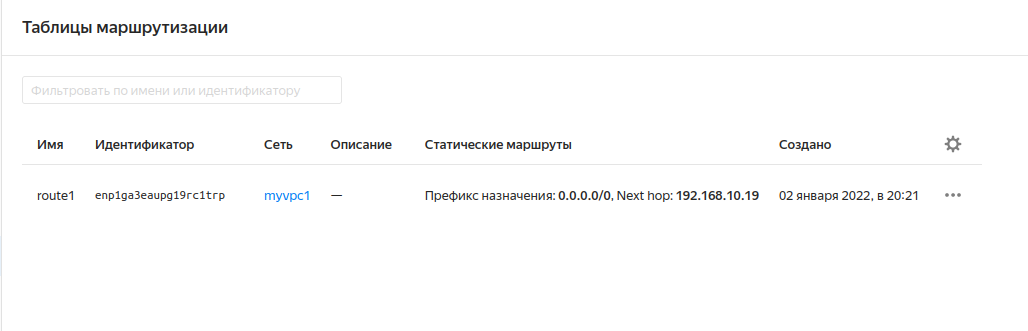 Таблицы маршрутизации
Фильтровать по имени или идентификатору
Имя Идентификатор Сеть Описание Статические маршруты Создано
route1 enp1ga3eaupg19rc1trp myvpc1 — Префикс назначения: 0.0.0.0/0, Next hop: 192.168.10.19 02 января 2022, в 20:21